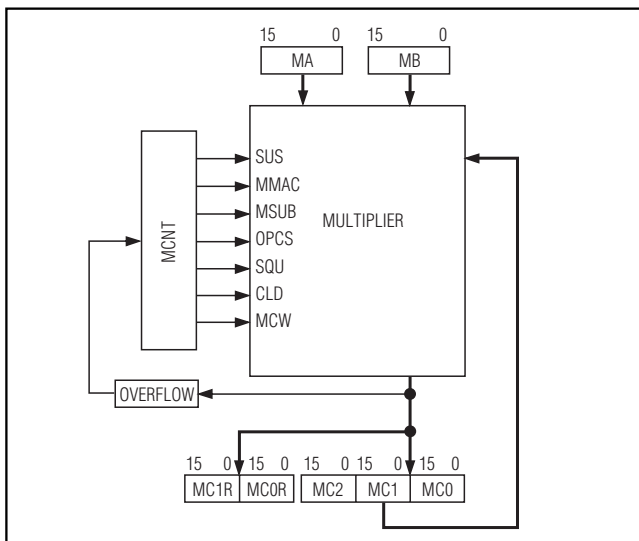 15 0 15 0
MA MB
SUS
MMAC
MSUB
OPCS
SQU
CLD
MCW
MCNT
MULTIPLIER
OVERFLOW
15 0 15 0 15 0 15 0 15 0
MC1R MC0R MC2 MC1 MC0